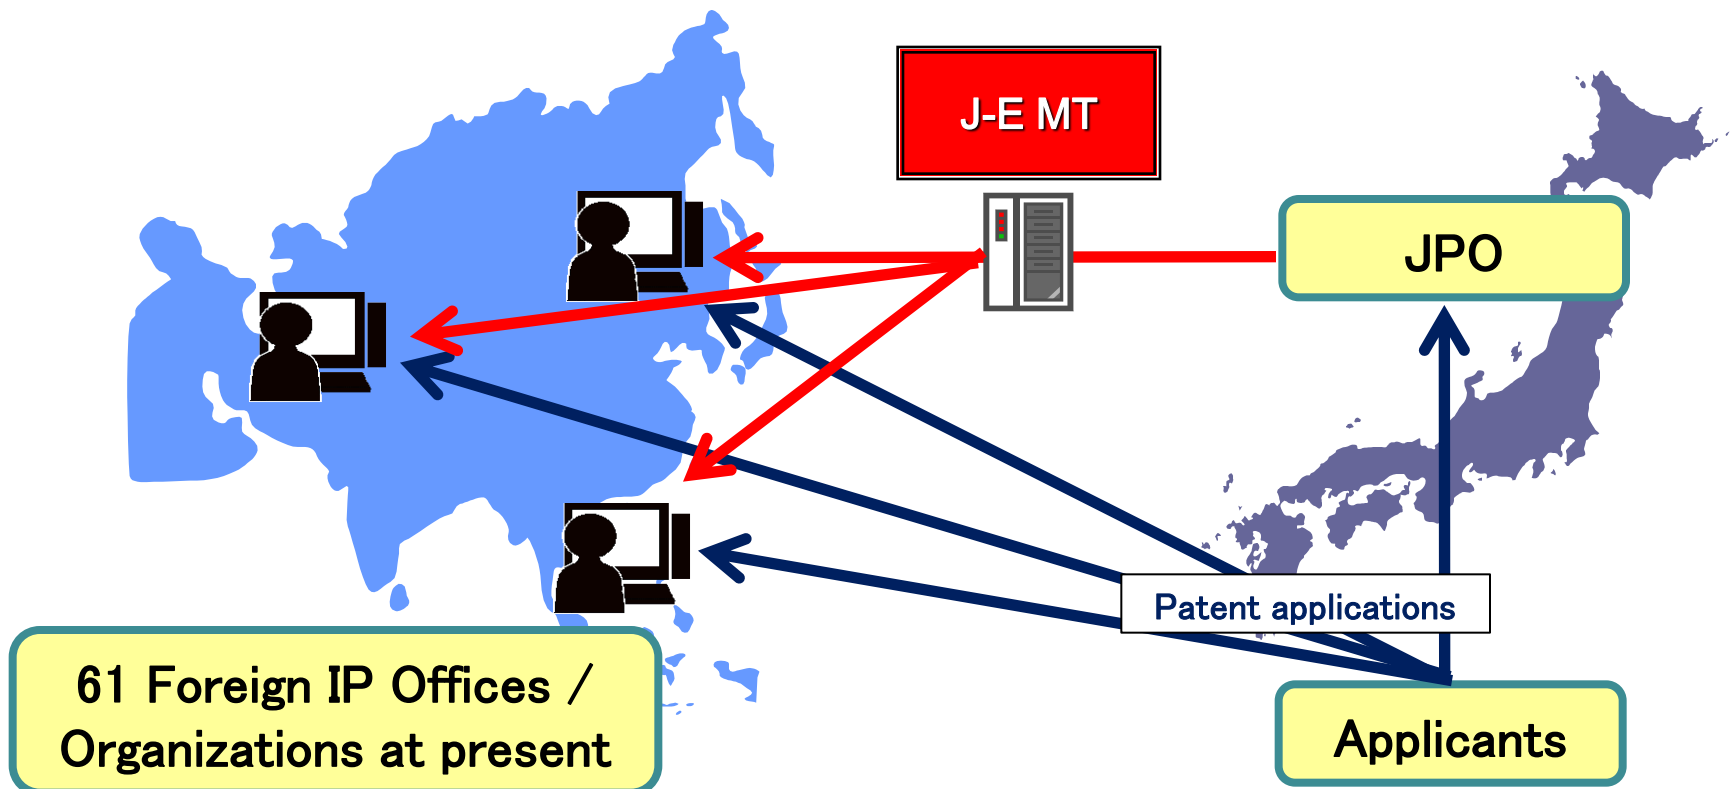 J-E MT
JPO
Patent applications
61 Foreign IP Offices /
Organizations at present
Applicants